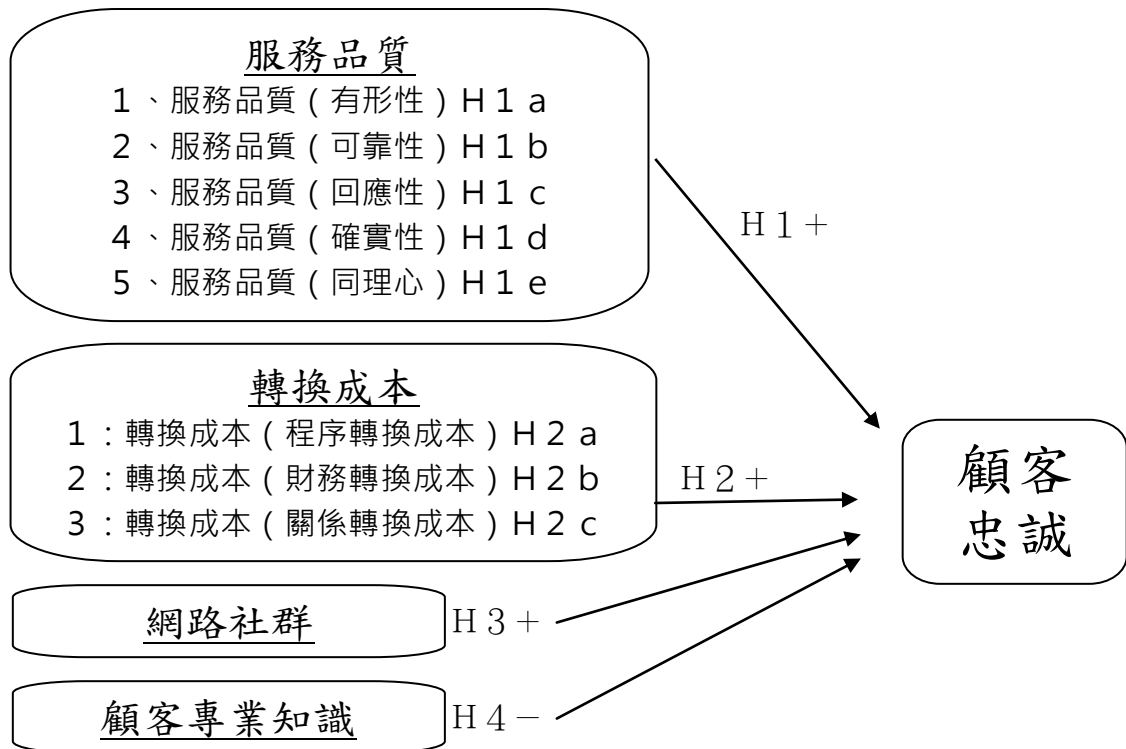 服務品質
1、服務品質(有形性)H1a
2、服務品質(可靠性)H1b
3、服務品質(回應性)H1c
4、服務品質(確實性)H1d
5、服務品質(同理心)H1e
H1+
轉換成本
1:轉換成本(程序轉換成本)H2a
2:轉換成本(財務轉換成本)H2b
3:轉換成本(關係轉換成本)H2c
H2+
網路社群
H3+
顧客專業知識
H4-
顧客
忠誠